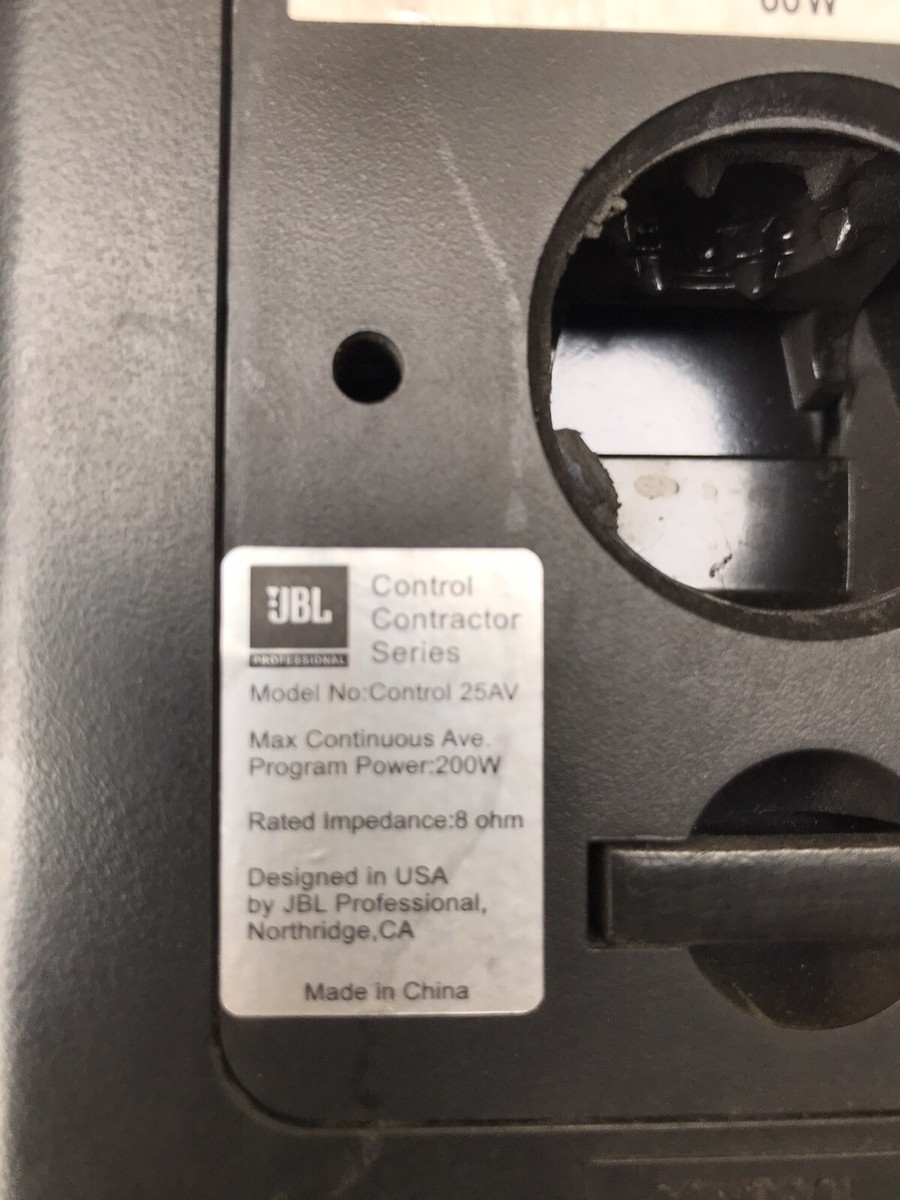 60W
JBL
PROFESSIONAL
Control
Contractor
Series
Model No:Control 25AV
Max Continuous Ave.
Program Power:200W
Rated Impedance:8 ohm
Designed in USA
by JBL Professional,
Northridge,CA
Made in China